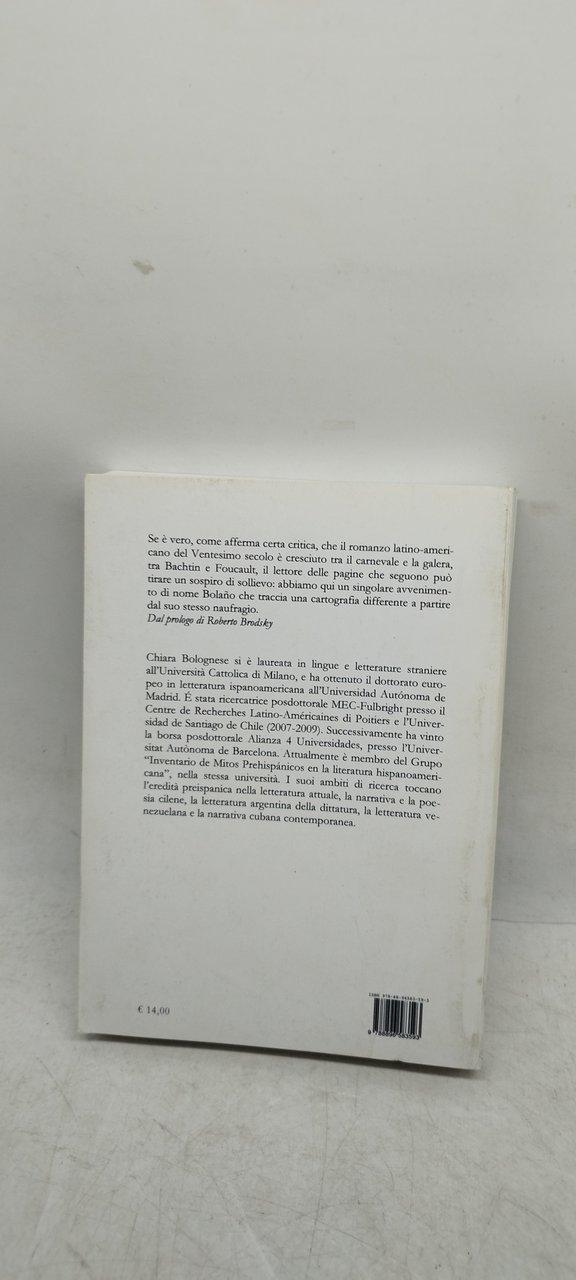 Se è vero, come afferma certa critica, che il romanzo latino-ameri-
cano del Ventesimo secolo è cresciuto tra il carnevale e la galera,
tra Bachtin e Foucault, il lettore delle pagine che seguono può
tirare un sospiro di sollievo: abbiamo qui un singolare avvenimen-
to di nome Bolaño che traccia una cartografia differente a partire
dal suo stesso naufragio.
Dal prologo di Roberto Brodsky
Chiara Bolognese si è laureata in lingue e letterature straniere
all'Università Cattolica di Milano, e ha ottenuto il dottorato euro-
peo in letteratura ispanoamericana all'Universidad Autónoma de
Madrid. É stata ricercatrice posdottorale MEC-Fulbright presso il
Centre de Recherches Latino-Américaines di Poitiers e l'Univer-
sidad de Santiago de Chile (2007-2009). Successivamente ha vinto
la borsa posdottorale Alianza 4 Universidades, presso l'Univer-
sitat Autònoma de Barcelona. Attualmente è membro del Grupo
"Inventario de Mitos Prehispánicos en la literatura hispanoameri-
cana", nella stessa università. I suoi ambiti di ricerca toccano
l'eredità preispanica nella letteratura attuale, la narrativa e la poe-
sia cilene, la letteratura argentina della dittatura, la letteratura ve-
nezuelana e la narrativa cubana contemporanea.
€ 14,00
ISBN 978-88-96583-59-3
9 788896 583593